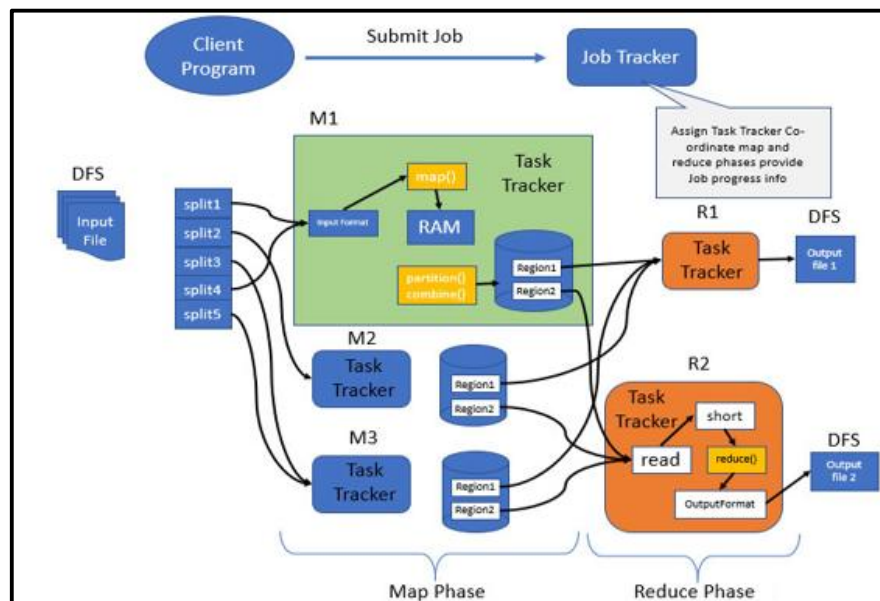 Client
Program
Submit Job
Job Tracker
Assign Task Tracker Co-
ordinate map and
reduce phases provide
Job progress info
M1
Task
Tracker
map()
Input Format
RAM
partition()
combine()
Region1
Region2
DFS
Input
File
split1
split2
split3
split4
split5
R1
Task
Tracker
DFS
Output
file 1
M2
Task
Tracker
Region1
Region2
M3
Task
Tracker
Region1
Region2
R2
Task
Tracker
short
read
reduce()
OutputFormat
DFS
Output
file 2
Map Phase
Reduce Phase